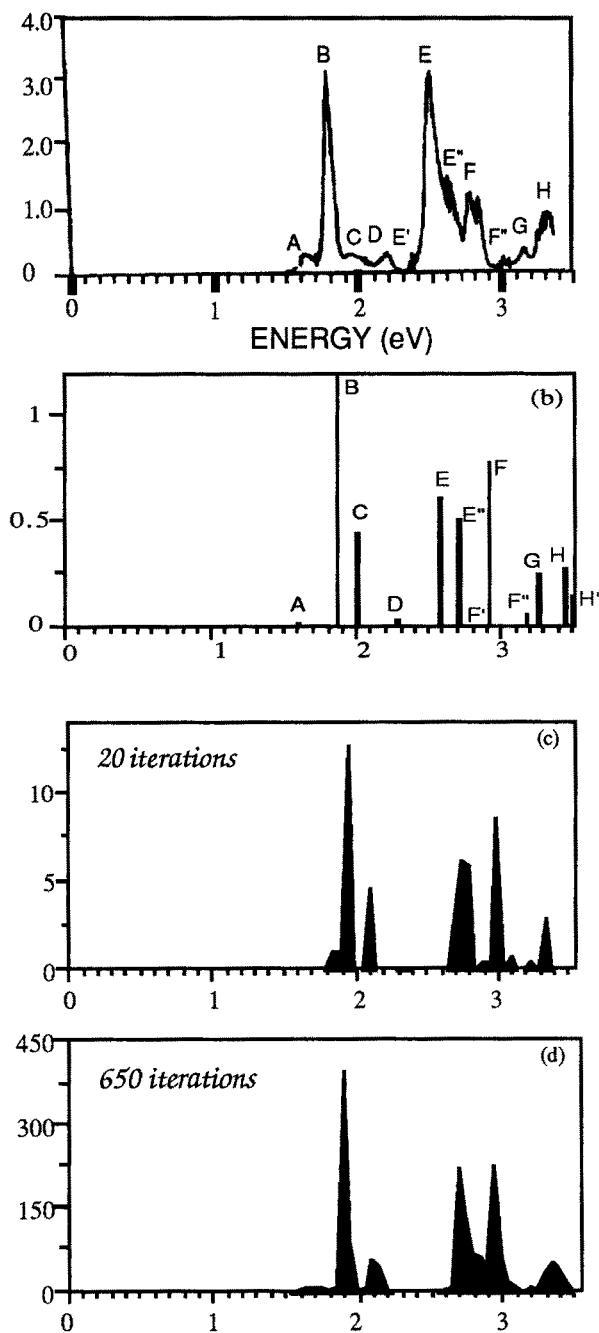 4.0
B
E
3.0
2.0
E"
F
1.0
H
A
C
D
E'
F"
G
0
0
1
2
3
ENERGY (eV)
B
(b)
1
F
E
C
E"
0.5
G
H
A
D
F'
F"
H'
0
0
1
2
3
20 iterations
(c)
10
5
0
0
1
2
3
450
650 iterations
(d)
300
150
0
0
1
2
3